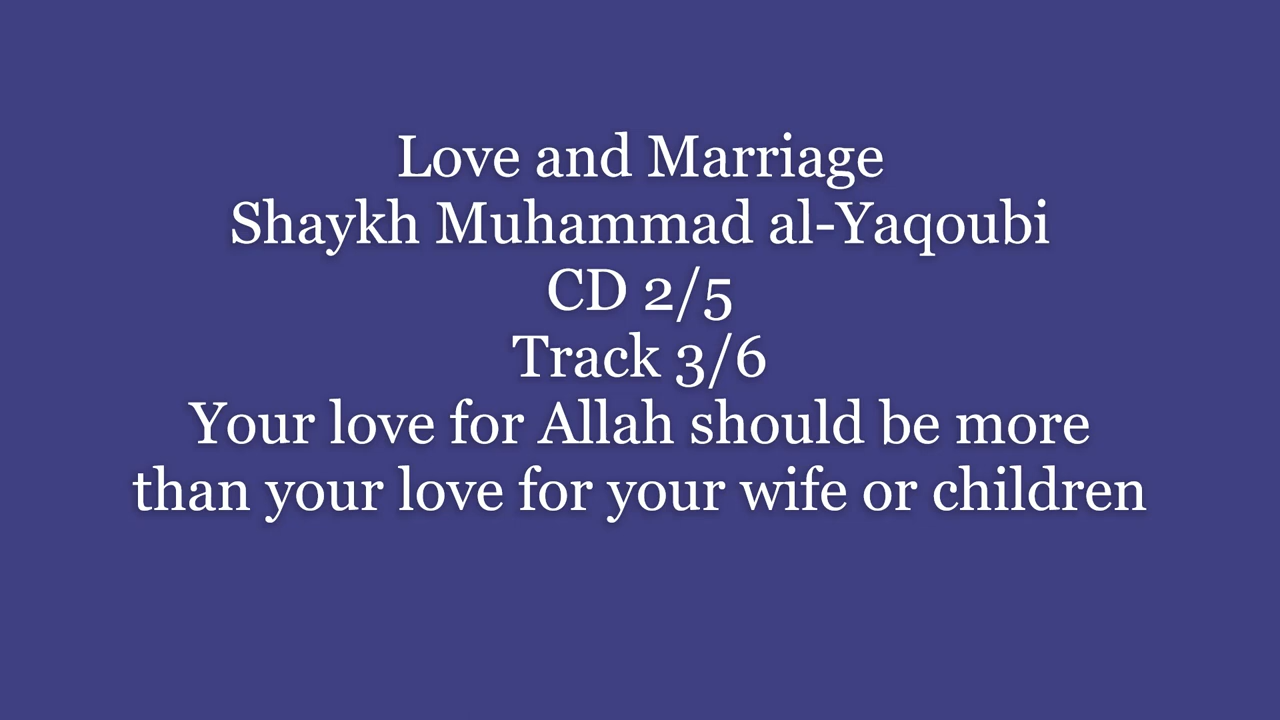 Love and Marriage
Shaykh Muhammad al-Yaqoubi
CD 2/5
Track 3/6
Your love for Allah should be more
than your love for your wife or children